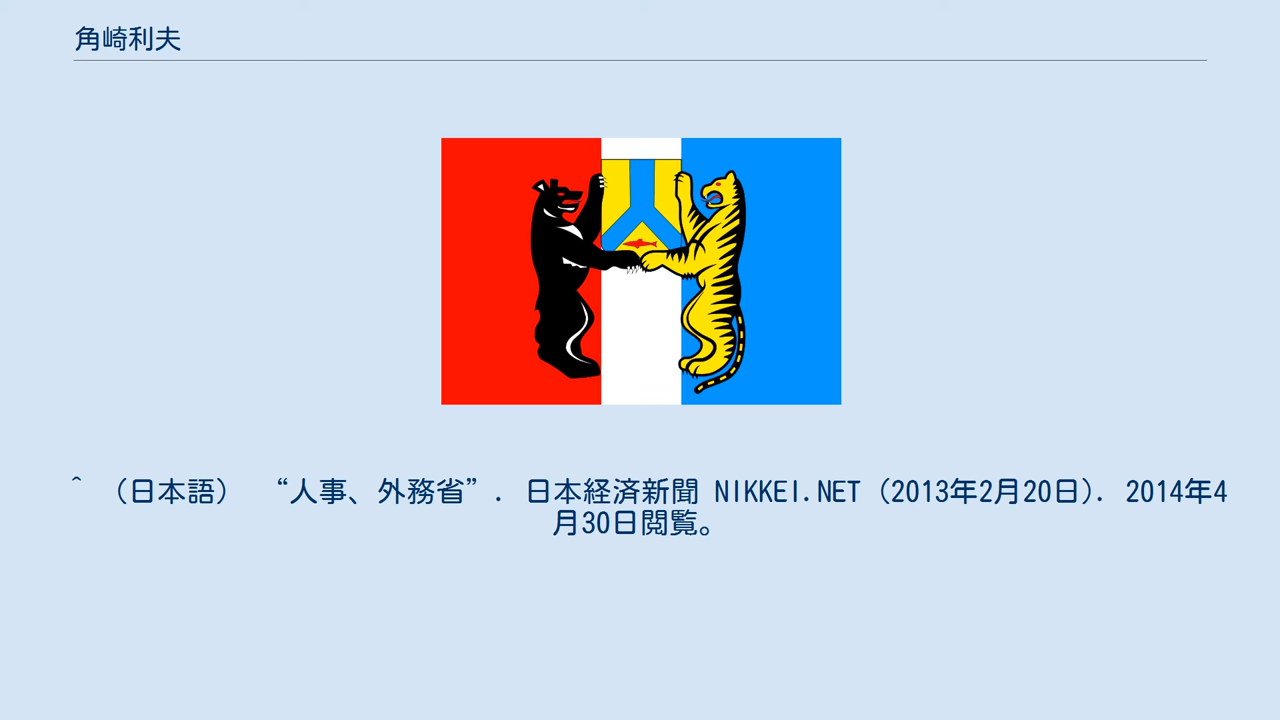 角崎利夫
^ （日本語） “人事、外務省”. 日本経済新聞 NIKKEI.NET (2013年2月20日). 2014年4
月30日閲覧。